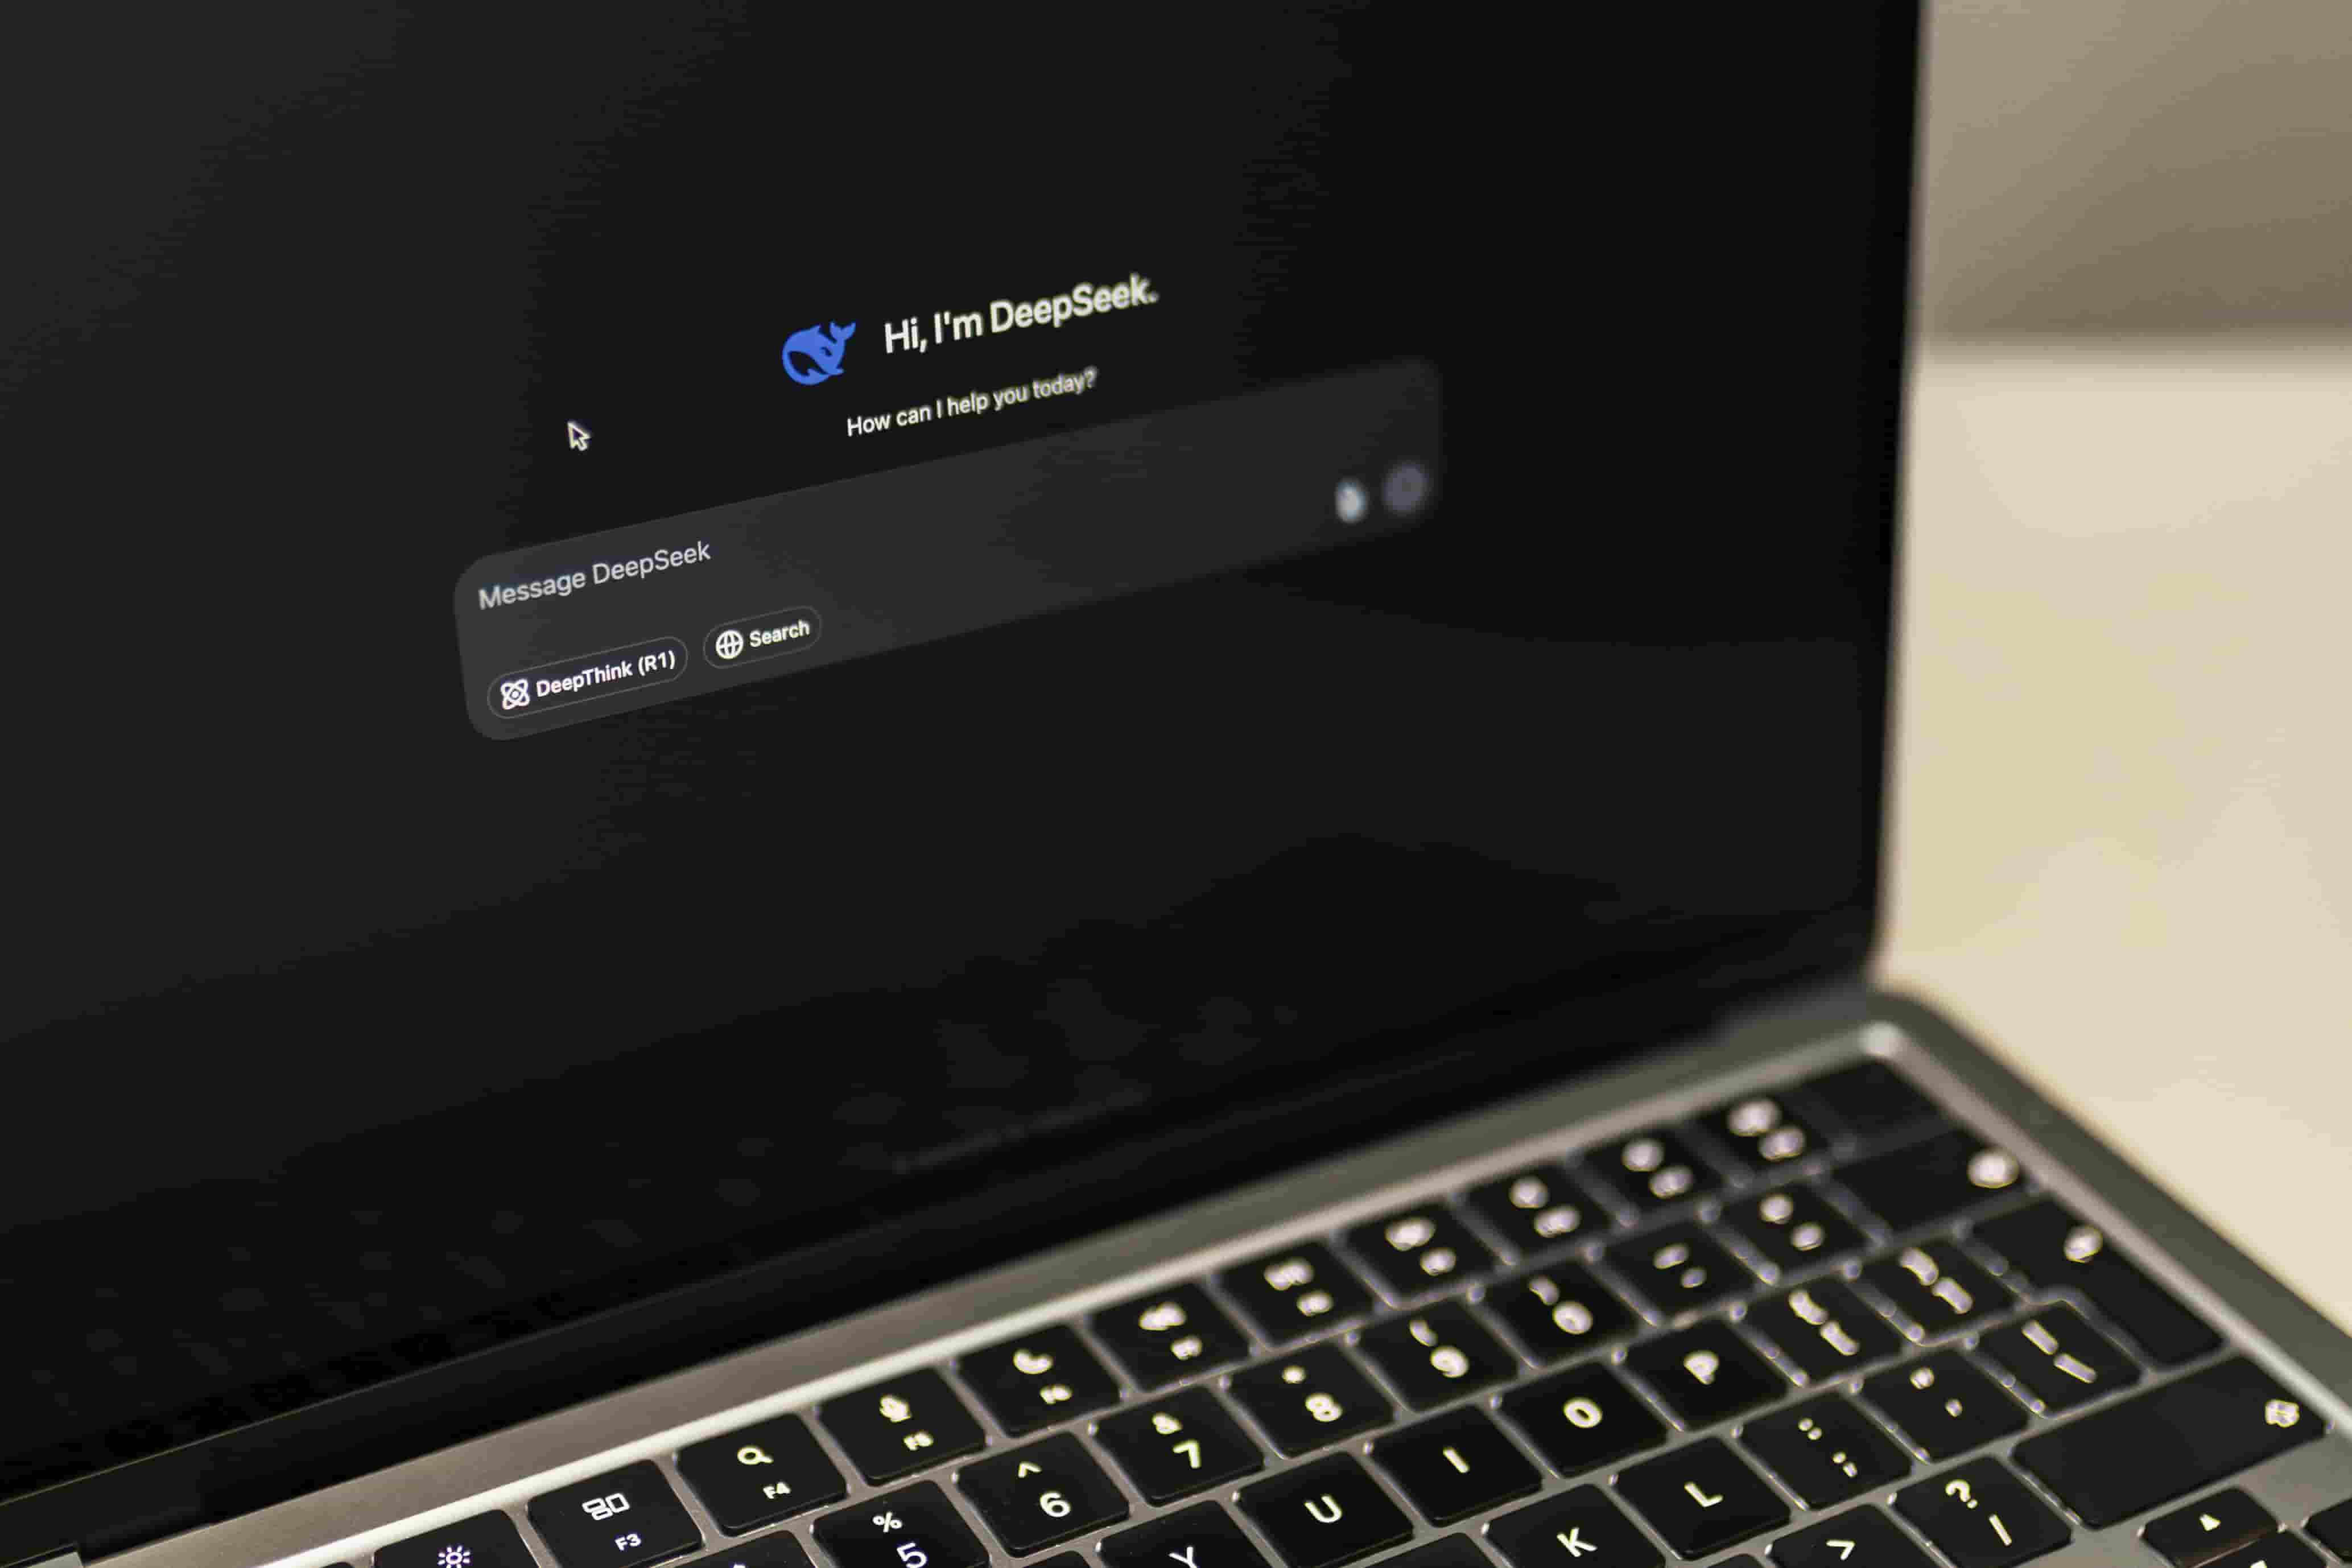 Hi, I'm DeepSeek.
How can I help you today?
Message DeepSeek
DeepThink (R1)
Search
F3
F4
F5
F6
%
5
^
6
&
7
8
9
Y
U
I
O
P
K
L
>
?